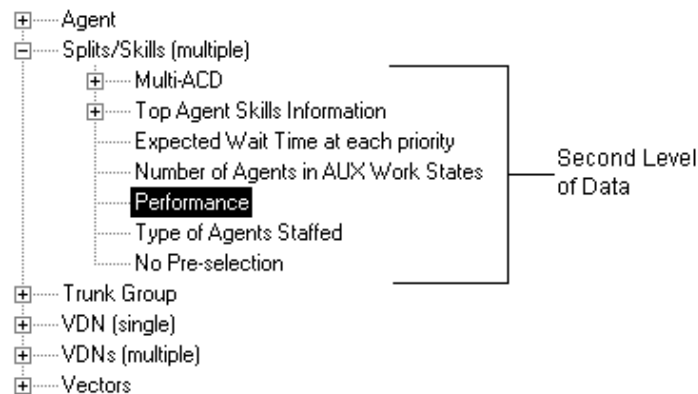 Agent
Splits/Skills (multiple)
Multi-ACD
Top Agent Skills Information
Expected Wait Time at each priority
Number of Agents in AUX Work States
Performance
Type of Agents Staffed
No Pre-selection
Second Level
of Data
Trunk Group
VDN (single)
VDNs (multiple)
Vectors